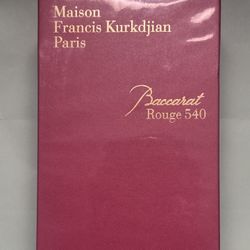 Maison
Francis Kurkdjian
Paris
Baccarat
Rouge 540